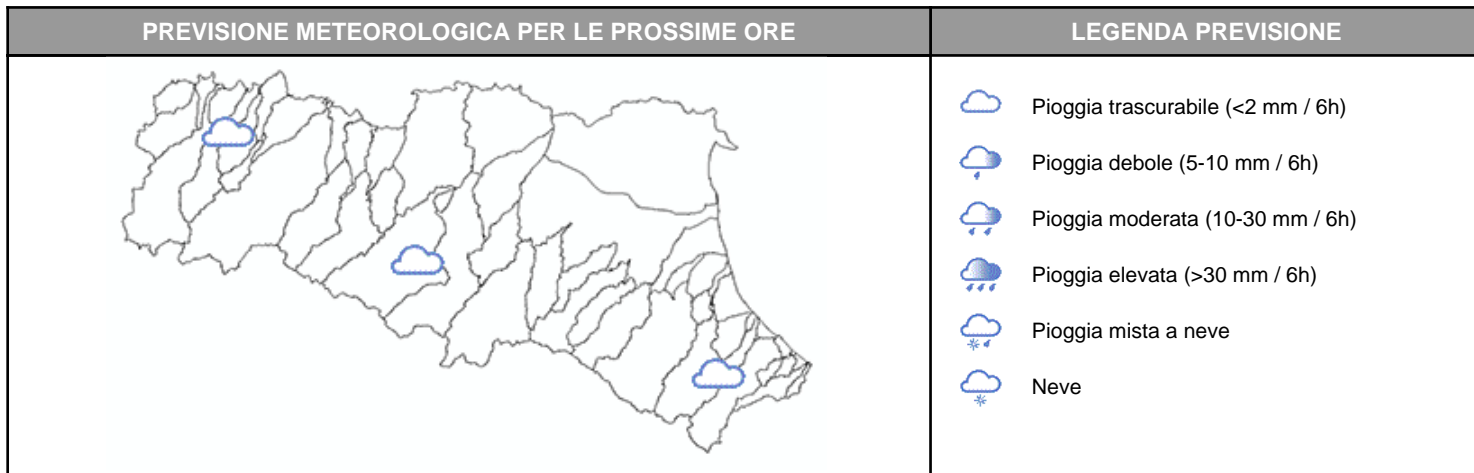 PREVISIONE METEOROLOGICA PER LE PROSSIME ORE
LEGENDA PREVISIONE
Pioggia trascurabile (<2 mm / 6h)
Pioggia debole (5-10 mm / 6h)
Pioggia moderata (10-30 mm / 6h)
Pioggia elevata (>30 mm / 6h)
Pioggia mista a neve
Neve